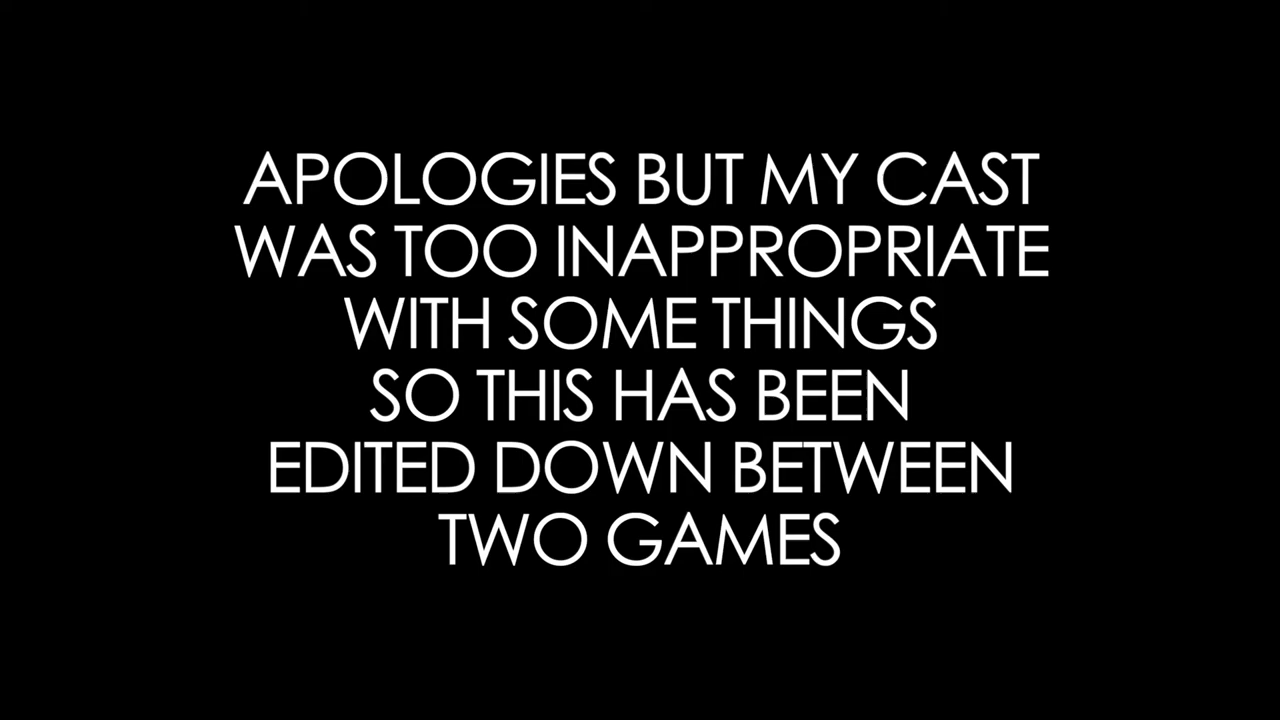 APOLOGIES BUT MY CAST
WAS TOO INAPPROPRIATE
WITH SOME THINGS
SO THIS HAS BEEN
EDITED DOWN BETWEEN
TWO GAMES